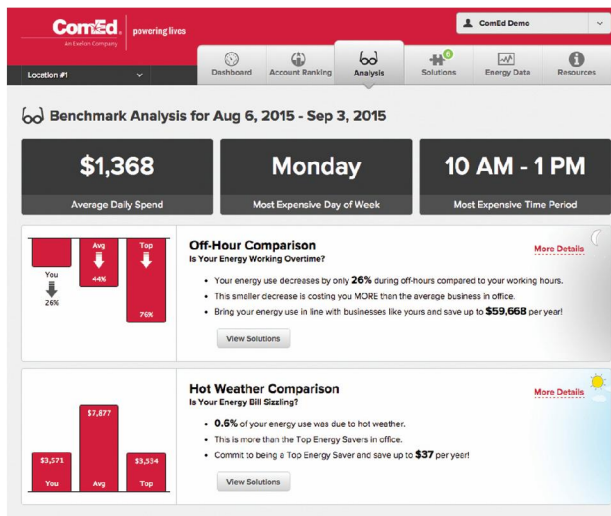 ComEd.
An Exelon Company
powering lives
ComEd Demo
Location #1
Dashboard
Account Ranking
Analysis
6
Solutions
Energy Data
Resources
Benchmark Analysis for Aug 6, 2015 - Sep 3, 2015
$1,368
Average Daily Spend
Monday
Most Expensive Day of Week
10 AM - 1 PM
Most Expensive Time Period
You
26%
Avg
44%
Top
76%
Off-Hour Comparison
Is Your Energy Working Overtime?
More Details
• Your energy use decreases by only 26% during off-hours compared to your working hours.
• This smaller decrease is costing you MORE than the average business in office.
• Bring your energy use in line with businesses like yours and save up to $59,668 per year!
View Solutions
$3,571
You
$7,877
Avg
$3,534
Top
Hot Weather Comparison
Is Your Energy Bill Sizzling?
More Details
• 0.6% of your energy use was due to hot weather.
• This is more than the Top Energy Savers in office.
• Commit to being a Top Energy Saver and save up to $37 per year!
View Solutions